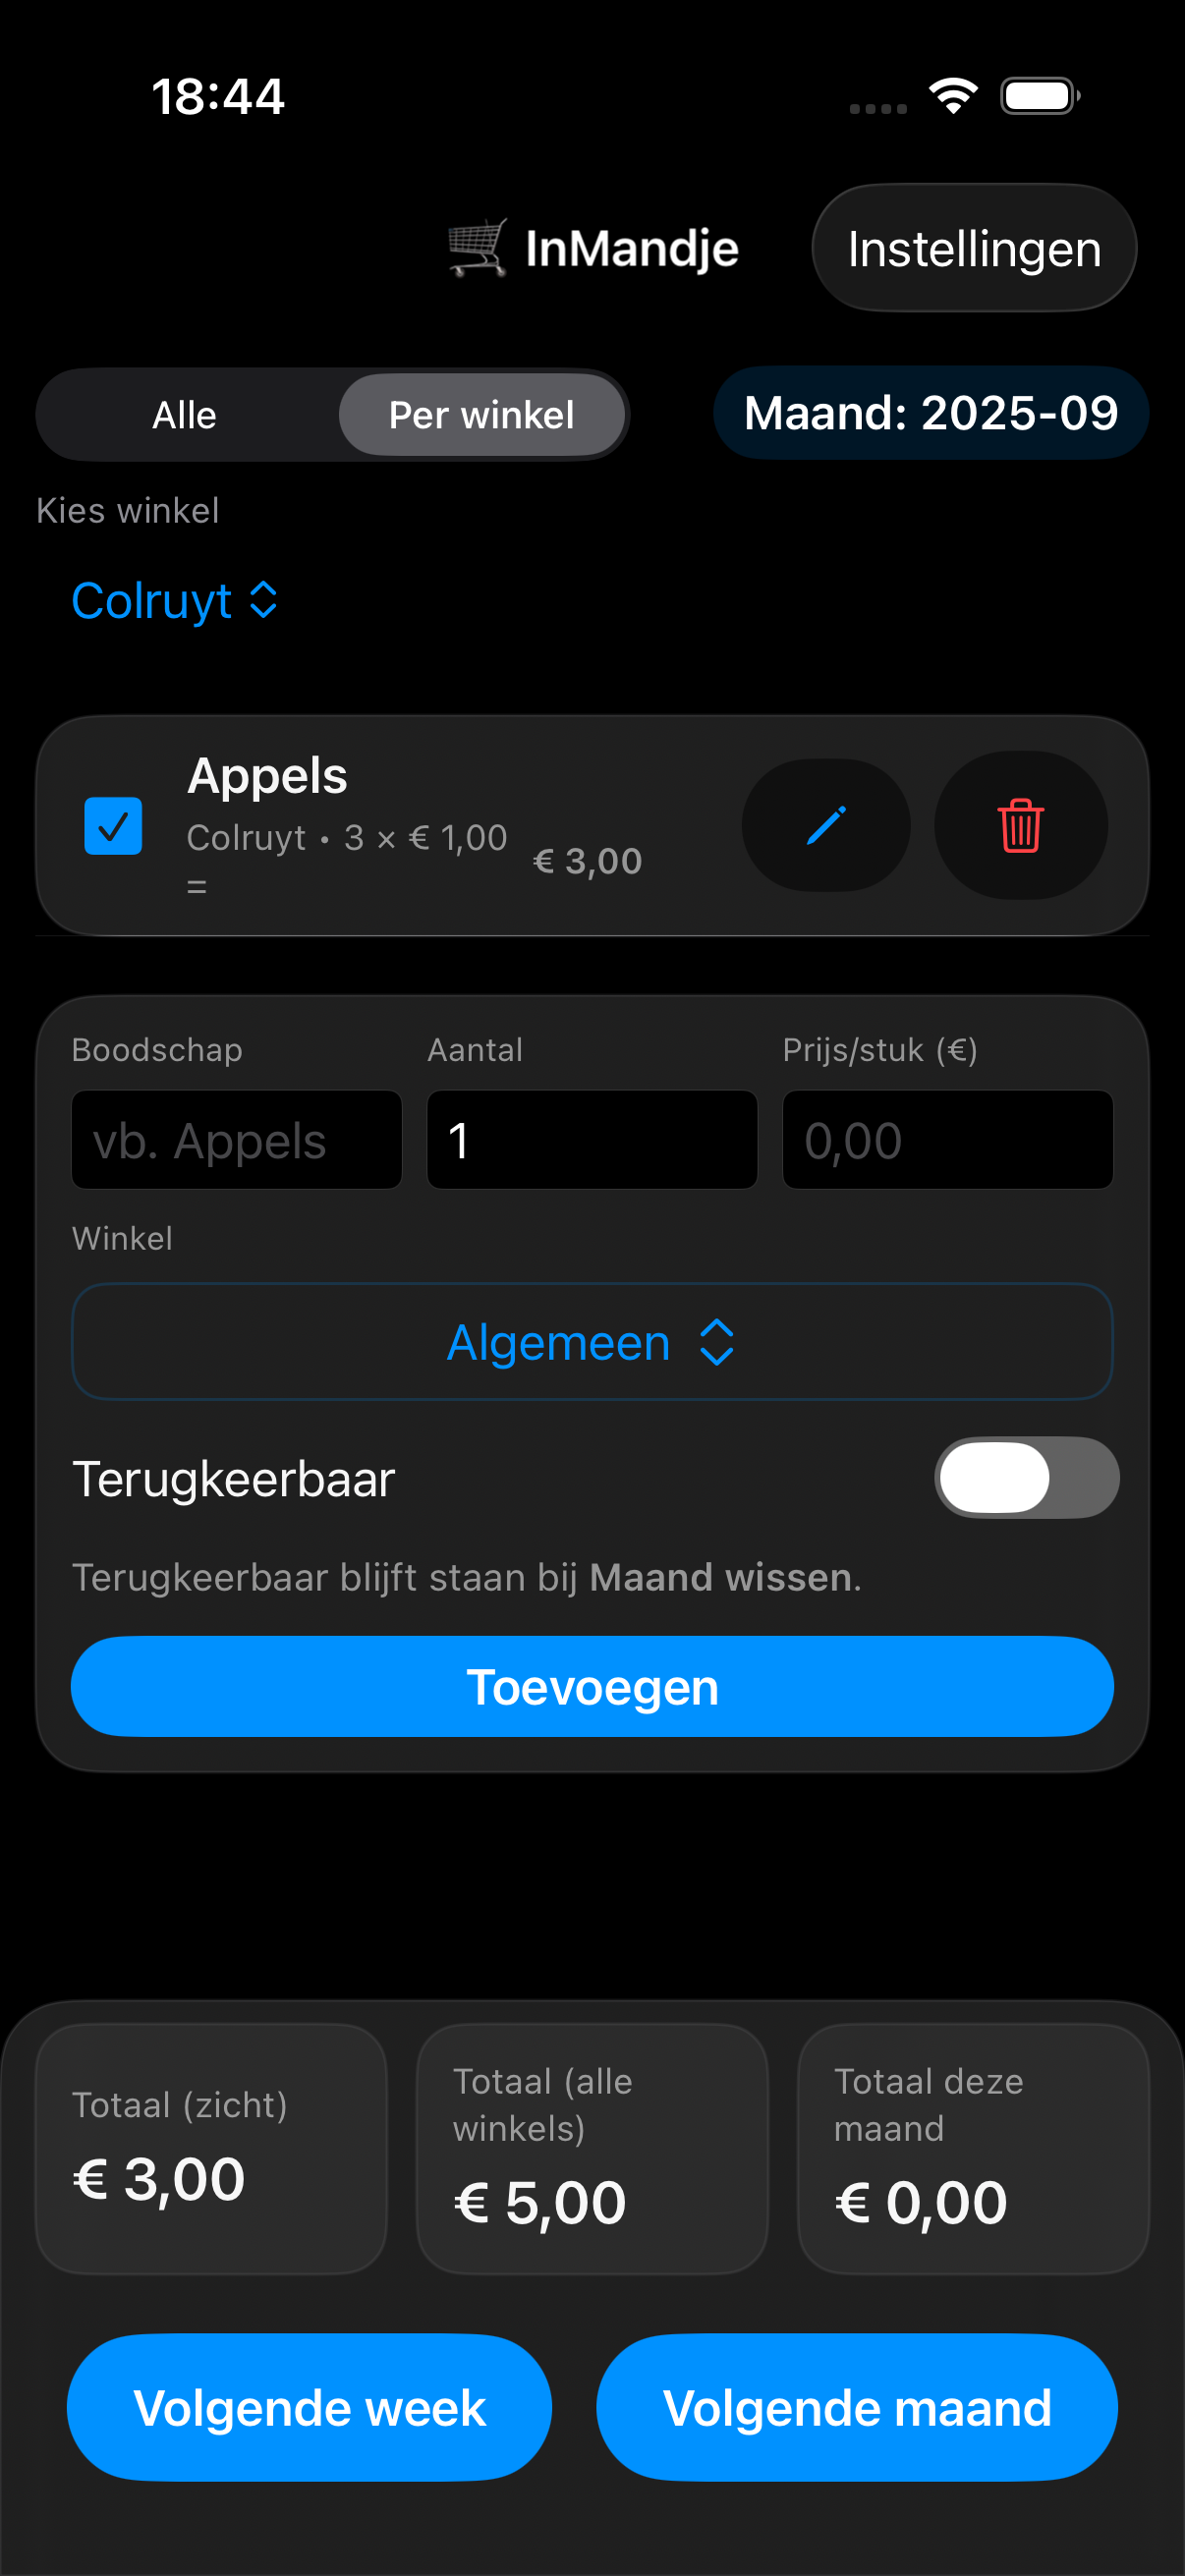 18:44
🛒 InMandje
Instellingen
Alle
Per winkel
Maand: 2025-09
Kies winkel
Colruyt
Appels
Colruyt • 3 × € 1,00
=
€ 3,00
Boodschap
Aantal
Prijs/stuk (€)
vb. Appels
1
0,00
Winkel
Algemeen
Terugkeerbaar
Terugkeerbaar blijft staan bij Maand wissen.
Toevoegen
Totaal (zicht)
€ 3,00
Totaal (alle
winkels)
€ 5,00
Totaal deze
maand
€ 0,00
Volgende week
Volgende maand